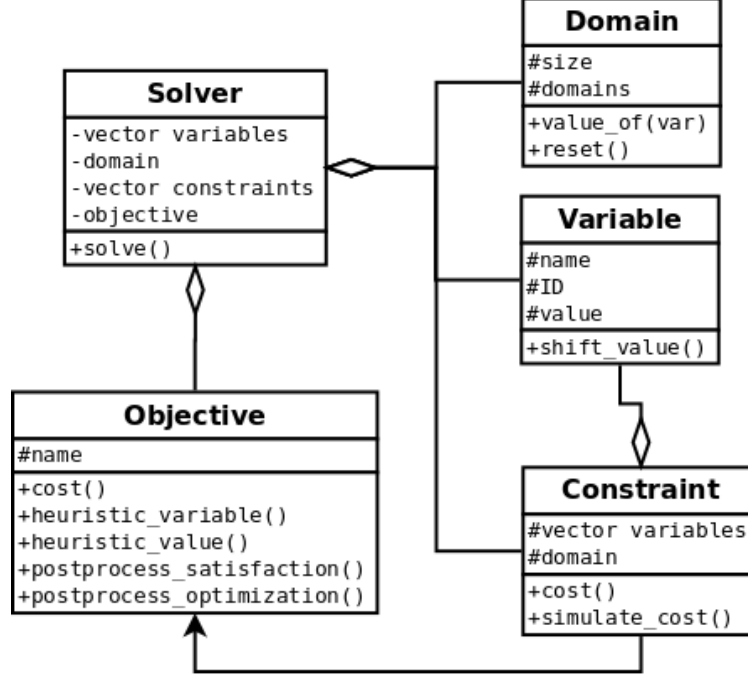 Domain
#size
#domains
+value_of(var)
+reset()
Solver
-vector variables
-domain
-vector constraints
-objective
+solve()
Variable
#name
#ID
#value
+shift_value()
Objective
#name
+cost()
+heuristic_variable()
+heuristic_value()
+postprocess_satisfaction()
+postprocess_optimization()
Constraint
#vector variables
#domain
+cost()
+simulate_cost()